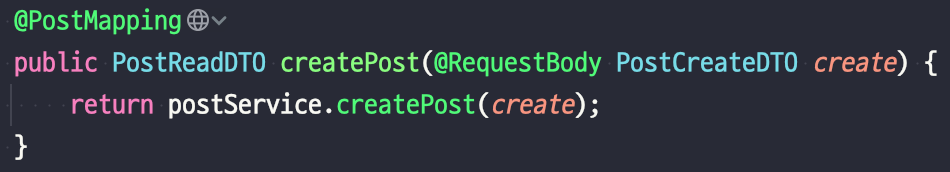 @PostMapping
public PostReadDTO createPost(@RequestBody PostCreateDTO create) {
return postService.createPost(create);
}